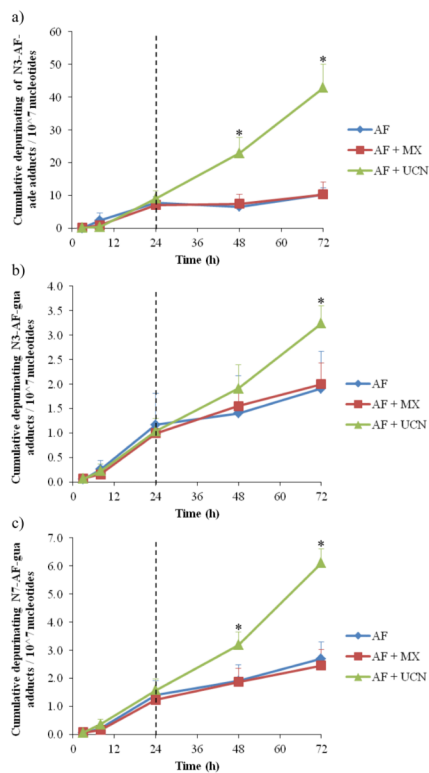 a)
Cumulative depurinating of N3-AF-
ade adducts / 10^7 nucleotides
60
50
40
30
20
10
0
0 12 24 36 48 60 72
Time (h)
* *
AF
AF + MX
AF + UCN
b)
Cumulative depurinating N3-AF-gua
adducts / 10^7 nucleotides
4.0
3.5
3.0
2.5
2.0
1.5
1.0
0.5
0.0
0 12 24 36 48 60 72
Time (h)
*
AF
AF + MX
AF + UCN
c)
Cumulative depurinating N7-AF-gua
adducts / 10^7 nucleotides
7.0
6.0
5.0
4.0
3.0
2.0
1.0
0.0
0 12 24 36 48 60 72
Time (h)
* *
AF
AF + MX
AF + UCN